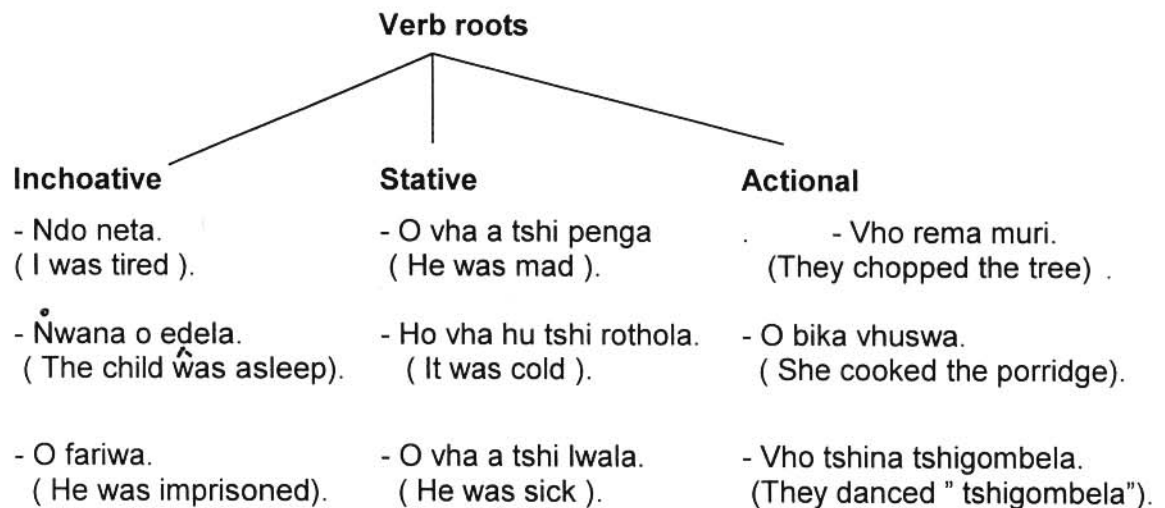 Verb roots
Inchoative
- Ndo neta.
( I was tired ).
- Ṅwana o eḓela.
( The child was asleep).
- O fariwa.
( He was imprisoned).
Stative
- O vha a tshi penga
( He was mad ).
- Ho vha hu tshi rothola.
( It was cold ).
- O vha a tshi lwala.
( He was sick ).
Actional
- Vho rema muri.
(They chopped the tree) .
- O bika vhuswa.
( She cooked the porridge).
- Vho tshina tshigombela.
(They danced ” tshigombela”).